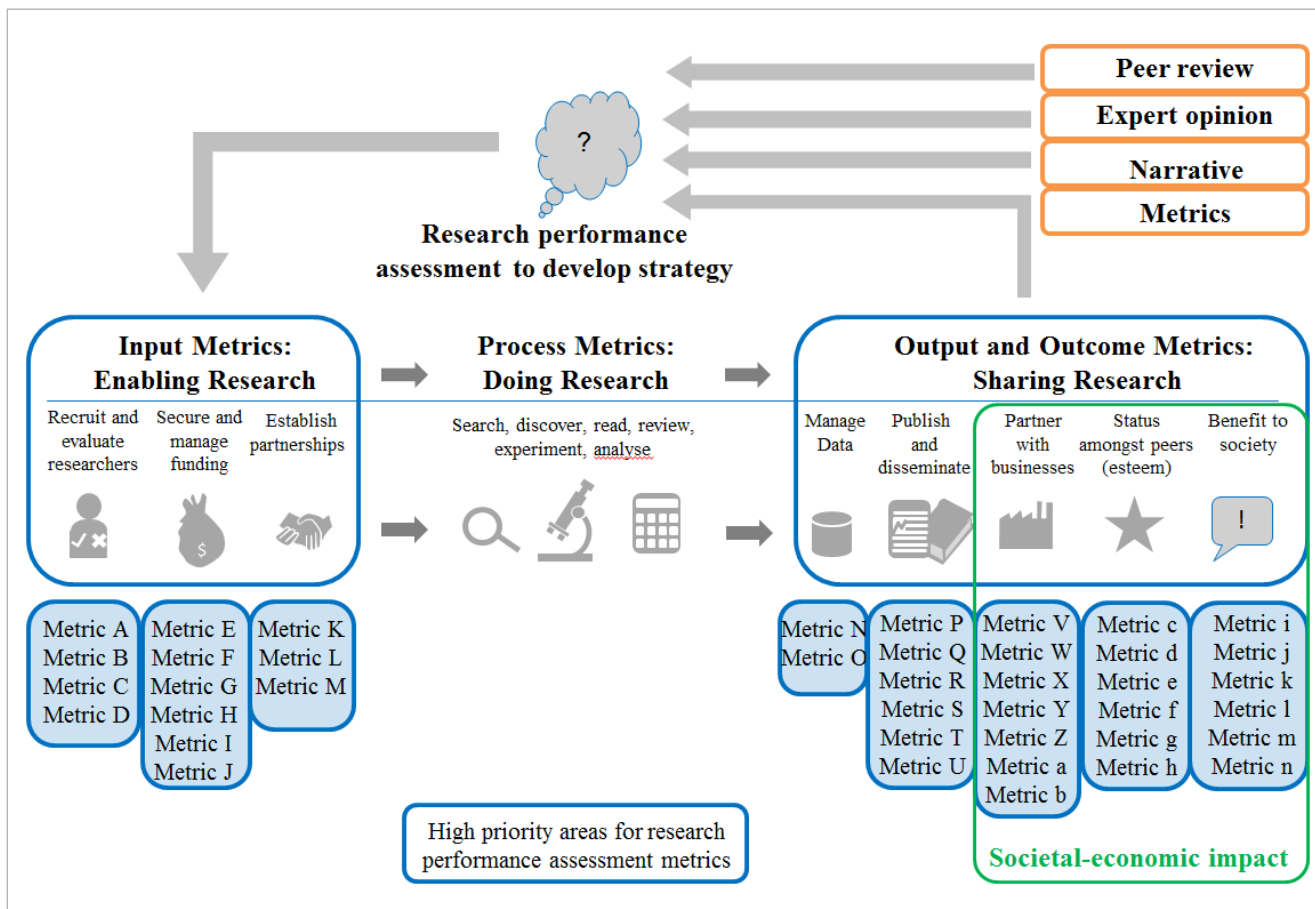 Peer review
Expert opinion
Narrative
Metrics
?
Research performance
assessment to develop strategy
Input Metrics:
Enabling Research
Process Metrics:
Doing Research
Output and Outcome Metrics:
Sharing Research
Recruit and
evaluate
researchers
Secure and
manage
funding
Establish
partnerships
Search, discover, read, review,
experiment, analyse
Manage
Data
Publish
and
disseminate
Partner
with
businesses
Status
amongst peers
(esteem)
Benefit to
society
$
!
Metric A
Metric B
Metric C
Metric D
Metric E
Metric F
Metric G
Metric H
Metric I
Metric J
Metric K
Metric L
Metric M
Metric N
Metric O
Metric P
Metric Q
Metric R
Metric S
Metric T
Metric U
Metric V
Metric W
Metric X
Metric Y
Metric Z
Metric a
Metric b
Metric c
Metric d
Metric e
Metric f
Metric g
Metric h
Metric i
Metric j
Metric k
Metric l
Metric m
Metric n
High priority areas for research
performance assessment metrics
Societal-economic impact